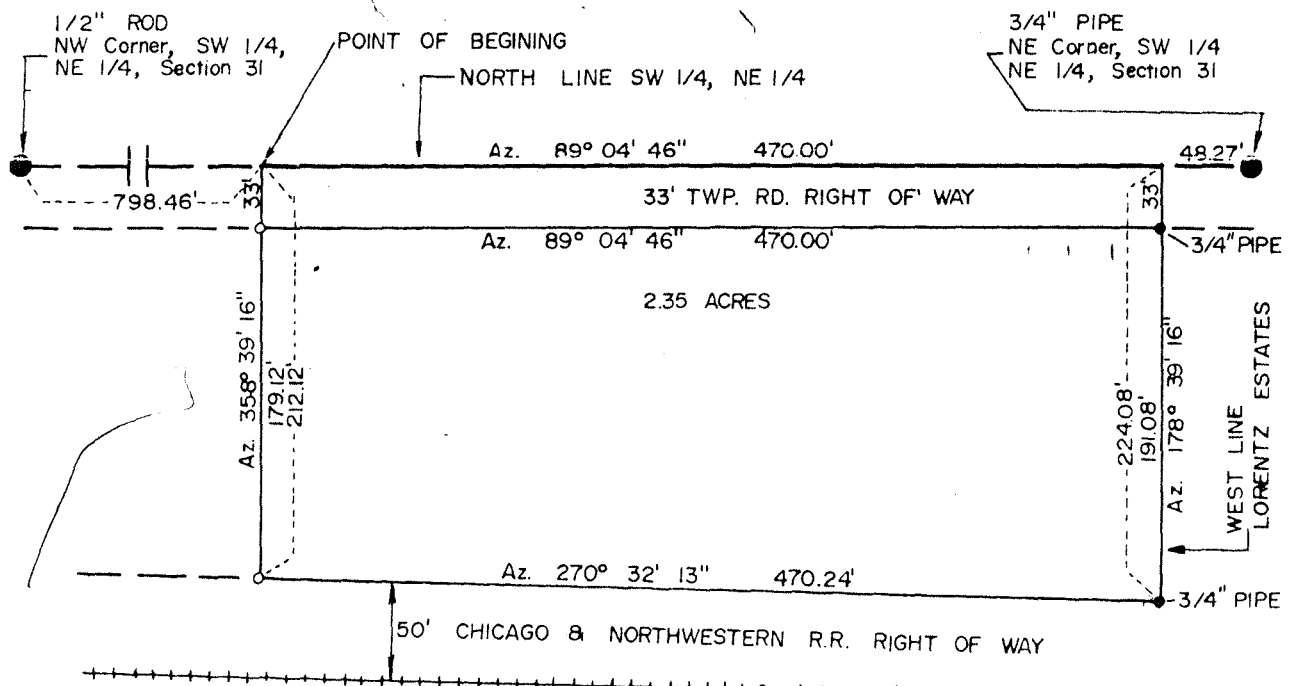 1/2" ROD
NW Corner, SW 1/4,
NE 1/4, Section 31
POINT OF BEGINING
NORTH LINE SW 1/4, NE 1/4
3/4" PIPE
NE Corner, SW 1/4
NE 1/4, Section 31
Az. 89° 04' 46" 470.00'
48.27'
798.46'
33'
33' TWP. RD. RIGHT OF' WAY
33'
Az. 89° 04' 46" 470.00'
3/4" PIPE
2.35 ACRES
Az. 358° 39' 16"
179.12'
212.12'
224.08'
191.08'
Az. 178° 39' 16"
WEST LINE
LORENTZ ESTATES
Az. 270° 32' 13" 470.24'
3/4" PIPE
50' CHICAGO & NORTHWESTERN R.R. RIGHT OF WAY